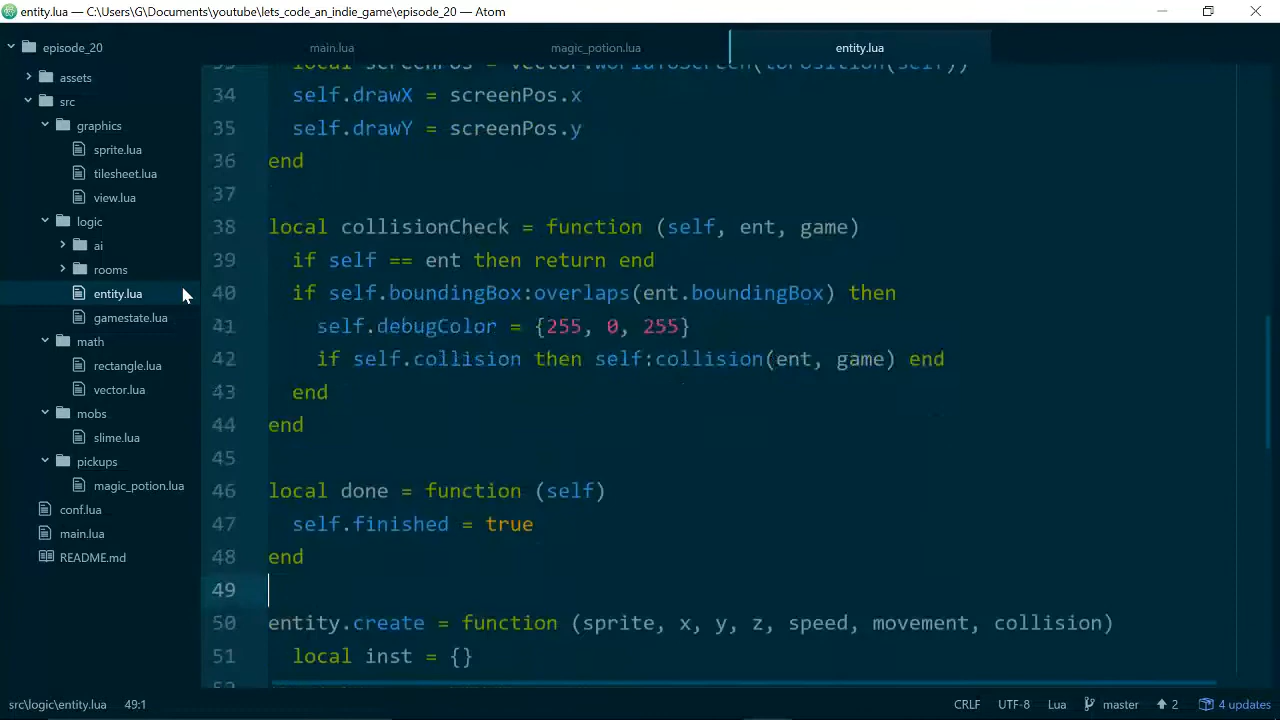 entity.lua — C:\Users\G\Documents\youtube\lets_code_an_indie_game\episode_20 — Atom
episode_20
main.lua
magic_potion.lua
entity.lua
assets
src
graphics
sprite.lua
tilesheet.lua
view.lua
logic
ai
rooms
entity.lua
gamestate.lua
math
rectangle.lua
vector.lua
mobs
slime.lua
pickups
magic_potion.lua
conf.lua
main.lua
README.md
34 self.drawX = screenPos.x
35 self.drawY = screenPos.y
36 end
37
38 local collisionCheck = function (self, ent, game)
39 if self == ent then return end
40 if self.boundingBox:overlaps(ent.boundingBox) then
41 self.debugColor = {255, 0, 255}
42 if self.collision then self:collision(ent, game) end
43 end
44 end
45
46 local done = function (self)
47 self.finished = true
48 end
49
50 entity.create = function (sprite, x, y, z, speed, movement, collision)
51 local inst = {}
src\logic\entity.lua 49:1 CRLF UTF-8 Lua master 2 4 updates